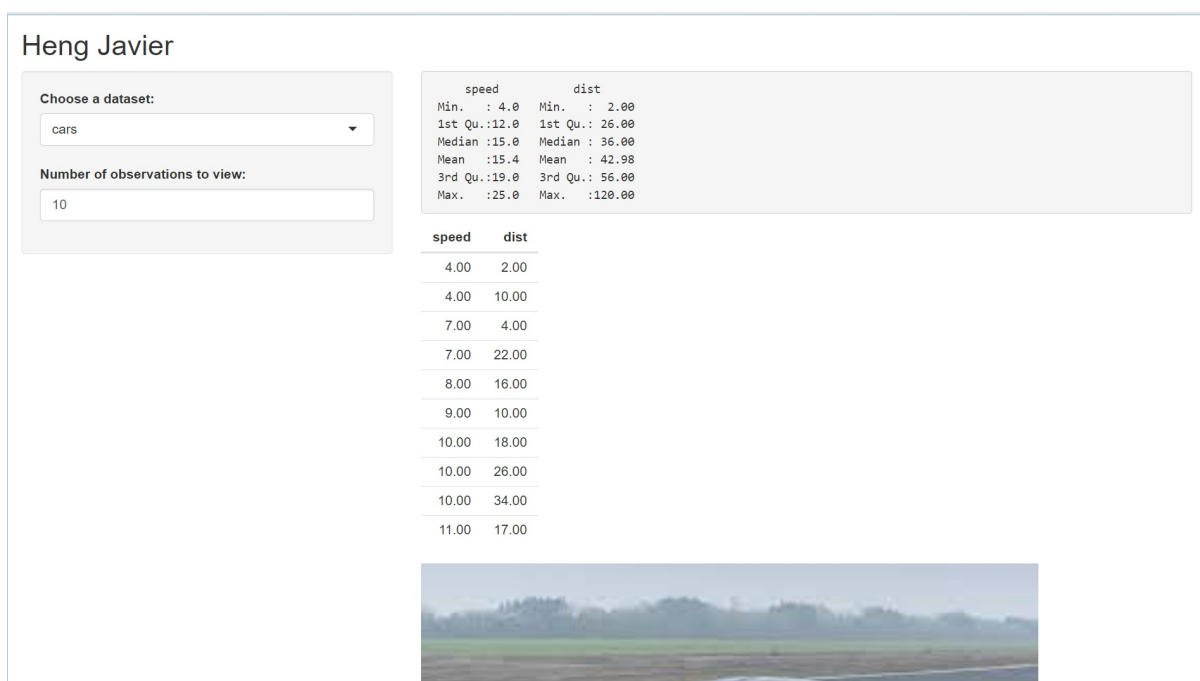 Heng Javier
Choose a dataset:
cars
Number of observations to view:
10
speed dist
Min. : 4.0 Min. : 2.00
1st Qu.:12.0 1st Qu.: 26.00
Median :15.0 Median : 36.00
Mean :15.4 Mean : 42.98
3rd Qu.:19.0 3rd Qu.: 56.00
Max. :25.0 Max. :120.00
speed dist
4.00 2.00
4.00 10.00
7.00 4.00
7.00 22.00
8.00 16.00
9.00 10.00
10.00 18.00
10.00 26.00
10.00 34.00
11.00 17.00